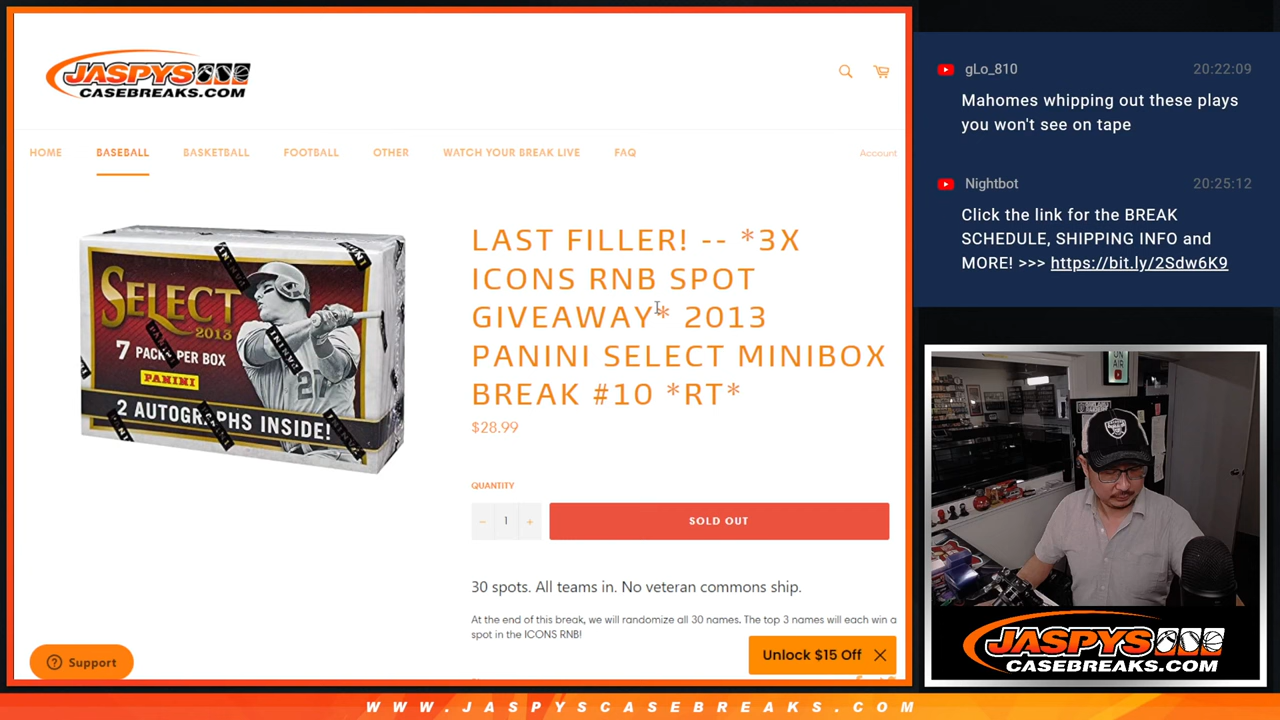 JASPYS
CASEBREAKS.COM
HOME BASEBALL BASKETBALL FOOTBALL OTHER WATCH YOUR BREAK LIVE FAQ Account
SELECT
2013
7 PACKS PER BOX
PANINI
2 AUTOGRAPHS INSIDE!
LAST FILLER! -- *3X
ICONS RNB SPOT
GIVEAWAY* 2013
PANINI SELECT MINIBOX
BREAK #10 *RT*
$28.99
QUANTITY
− 1 +
SOLD OUT
30 spots. All teams in. No veteran commons ship.
At the end of this break, we will randomize all 30 names. The top 3 names will each win a
spot in the ICONS RNB!
Support
Unlock $15 Off
gLo_810 20:22:09
Mahomes whipping out these plays
you won't see on tape
Nightbot 20:25:12
Click the link for the BREAK
SCHEDULE, SHIPPING INFO and
MORE! >>> https://bit.ly/2Sdw6K9
ON
AIR
JASPYS
CASEBREAKS.COM
WWW.JASPYSCASEBREAKS.COM